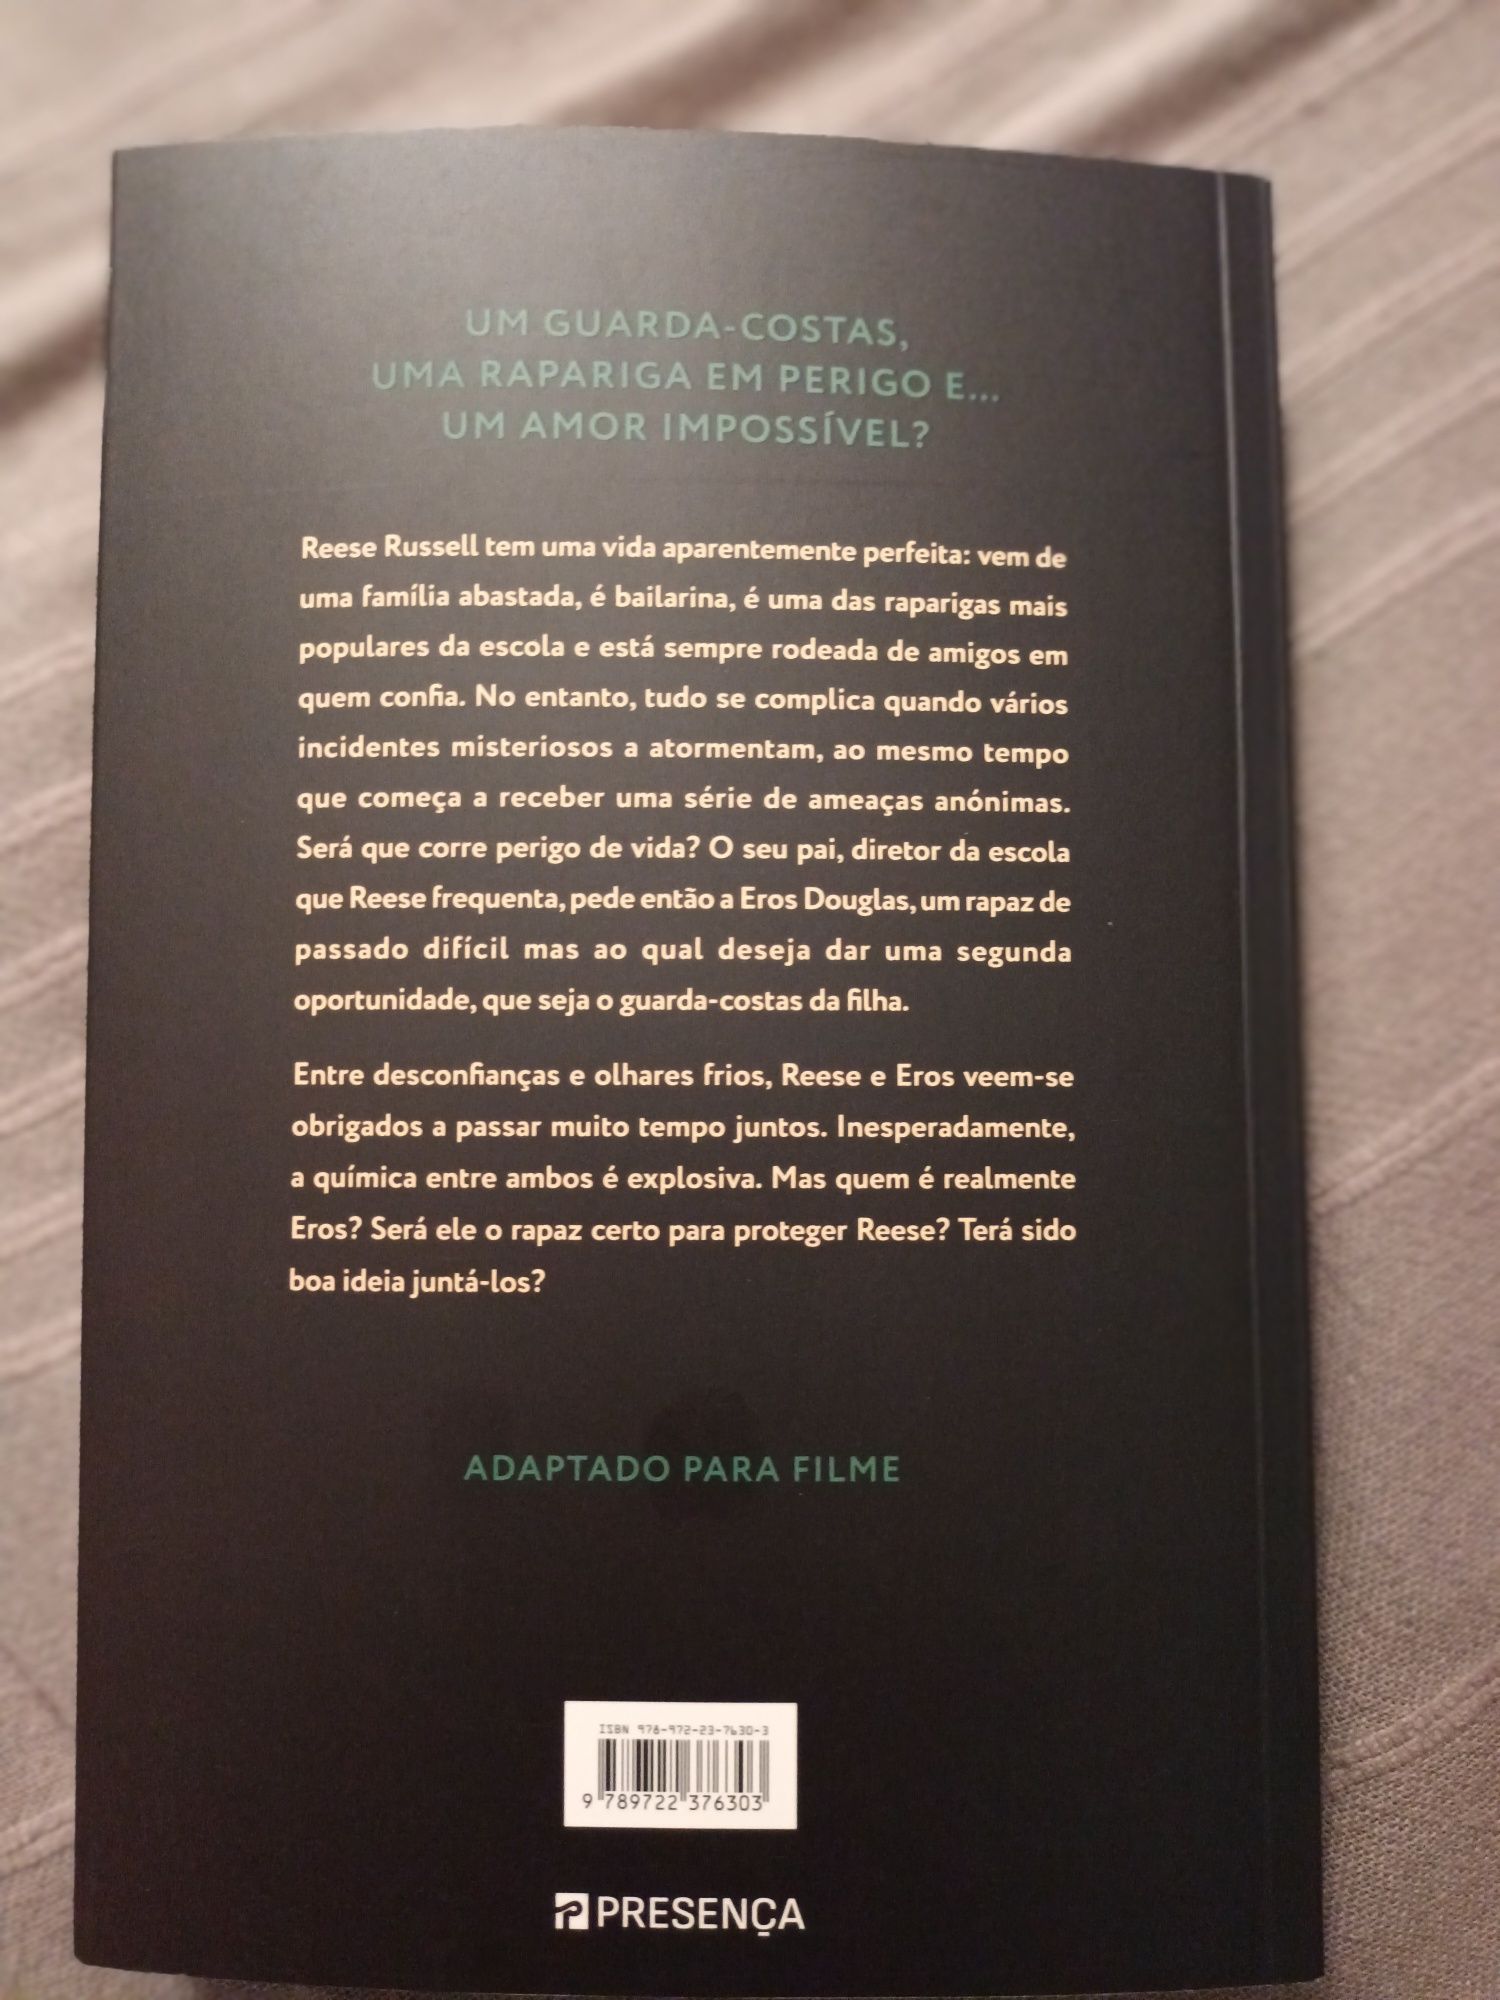 UM GUARDA-COSTAS,
UMA RAPARIGA EM PERIGO E...
UM AMOR IMPOSSÍVEL?
Reese Russell tem uma vida aparentemente perfeita: vem de
uma família abastada, é bailarina, é uma das raparigas mais
populares da escola e está sempre rodeada de amigos em
quem confia. No entanto, tudo se complica quando vários
incidentes misteriosos a atormentam, ao mesmo tempo
que começa a receber uma série de ameaças anónimas.
Será que corre perigo de vida? O seu pai, diretor da escola
que Reese frequenta, pede então a Eros Douglas, um rapaz de
passado difícil mas ao qual deseja dar uma segunda
oportunidade, que seja o guarda-costas da filha.
Entre desconfianças e olhares frios, Reese e Eros veem-se
obrigados a passar muito tempo juntos. Inesperadamente,
a química entre ambos é explosiva. Mas quem é realmente
Eros? Será ele o rapaz certo para proteger Reese? Terá sido
boa ideia juntá-los?
ADAPTADO PARA FILME
ISBN 978-972-23-7630-3
9 789722 376303
PRESENÇA